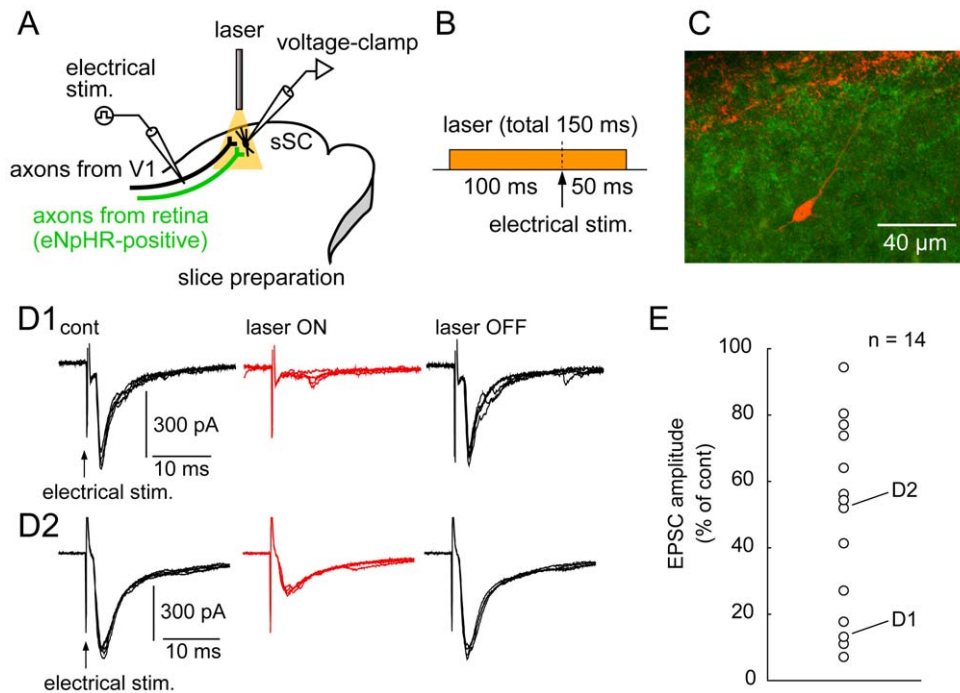 A
laser
voltage-clamp
electrical
stim.
sSC
axons from V1
axons from retina
(eNpHR-positive)
slice preparation
B
laser (total 150 ms)
100 ms
50 ms
electrical stim.
C
40 µm
D1
cont
laser ON
laser OFF
300 pA
10 ms
electrical stim.
D2
300 pA
10 ms
electrical stim.
E
n = 14
EPSC amplitude
(% of cont)
100
80
60
40
20
0
D2
D1